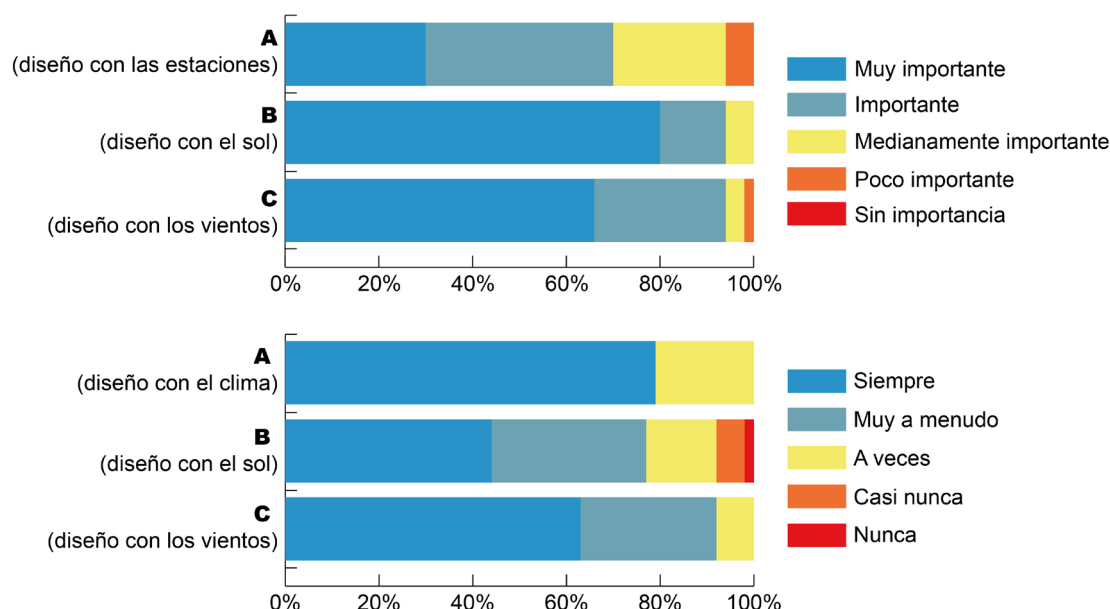 A
(diseño con las estaciones)
B
(diseño con el sol)
C
(diseño con los vientos)
0% 20% 40% 60% 80% 100%
Muy importante
Importante
Medianamente importante
Poco importante
Sin importancia
A
(diseño con el clima)
B
(diseño con el sol)
C
(diseño con los vientos)
0% 20% 40% 60% 80% 100%
Siempre
Muy a menudo
A veces
Casi nunca
Nunca